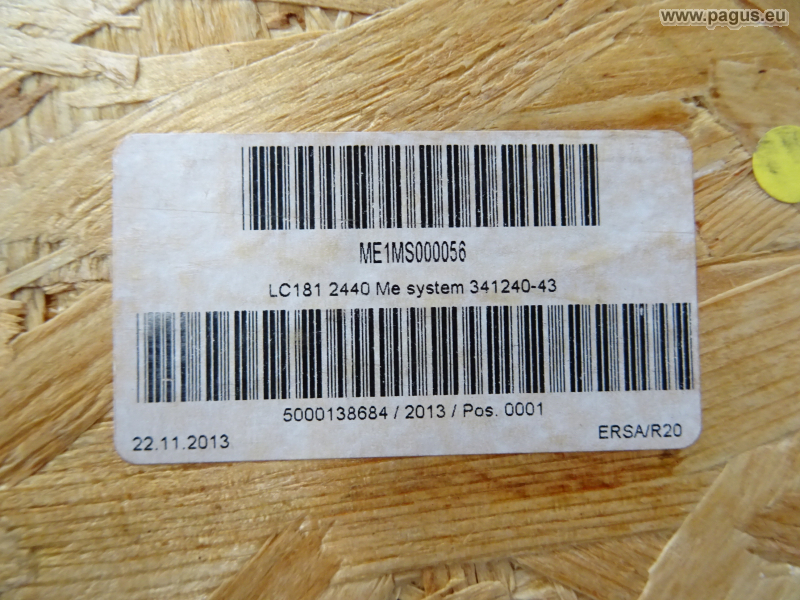 www.pagus.eu
ME1MS000056
LC181 2440 Me system 341240-43
5000138684 / 2013 / Pos. 0001
22.11.2013
ERSA/R20